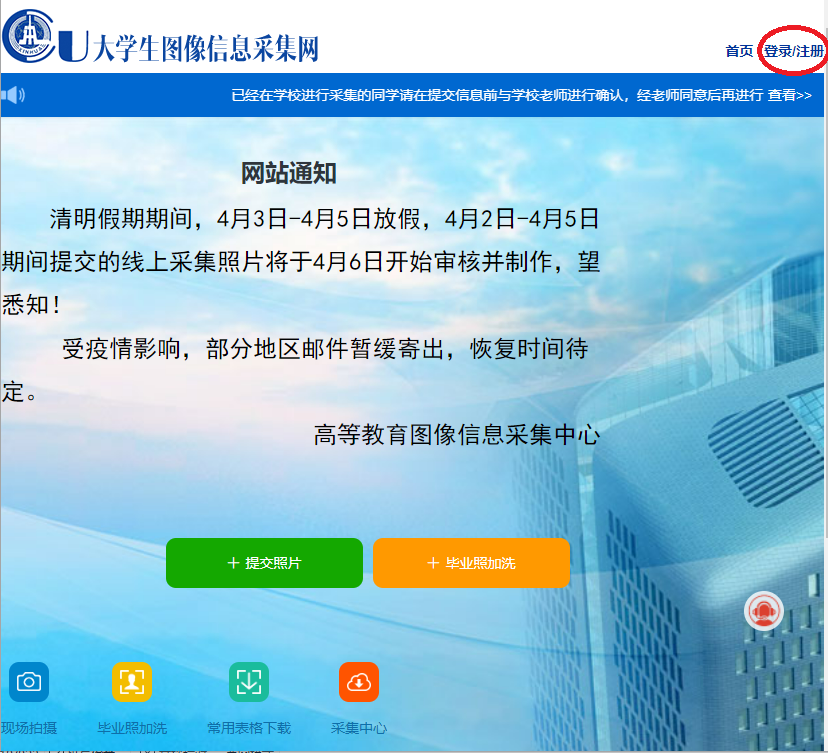 XINHUA
U大学生图像信息采集网
首页 登录/注册
已经在学校进行采集的同学请在提交信息前与学校老师进行确认，经老师同意后再进行 查看>>
网站通知
清明假期期间，4月3日-4月5日放假，4月2日-4月5日
期间提交的线上采集照片将于4月6日开始审核并制作，望
悉知！
受疫情影响，部分地区邮件暂缓寄出，恢复时间待
定。
高等教育图像信息采集中心
+ 提交照片
+ 毕业照加洗
现场拍摄 毕业照加洗 常用表格下载 采集中心